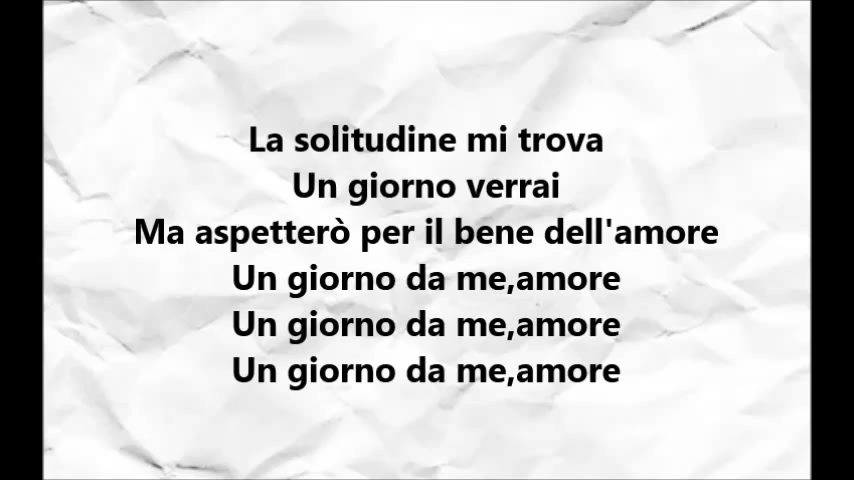 La solitudine mi trova
Un giorno verrai
Ma aspetterò per il bene dell'amore
Un giorno da me,amore
Un giorno da me,amore
Un giorno da me,amore